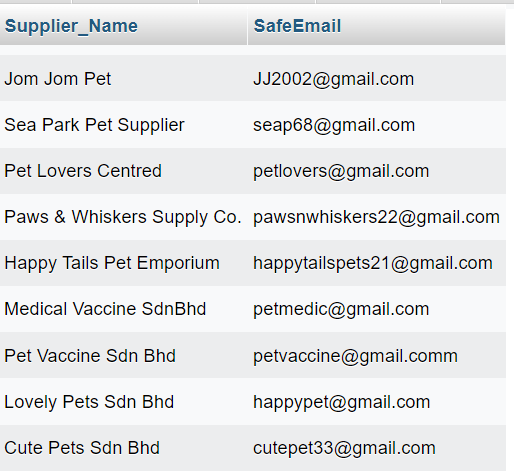 Supplier_Name SafeEmail
Jom Jom Pet JJ2002@gmail.com
Sea Park Pet Supplier seap68@gmail.com
Pet Lovers Centred petlovers@gmail.com
Paws & Whiskers Supply Co. pawsnwhiskers22@gmail.com
Happy Tails Pet Emporium happytailspets21@gmail.com
Medical Vaccine SdnBhd petmedic@gmail.com
Pet Vaccine Sdn Bhd petvaccine@gmail.comm
Lovely Pets Sdn Bhd happypet@gmail.com
Cute Pets Sdn Bhd cutepet33@gmail.com